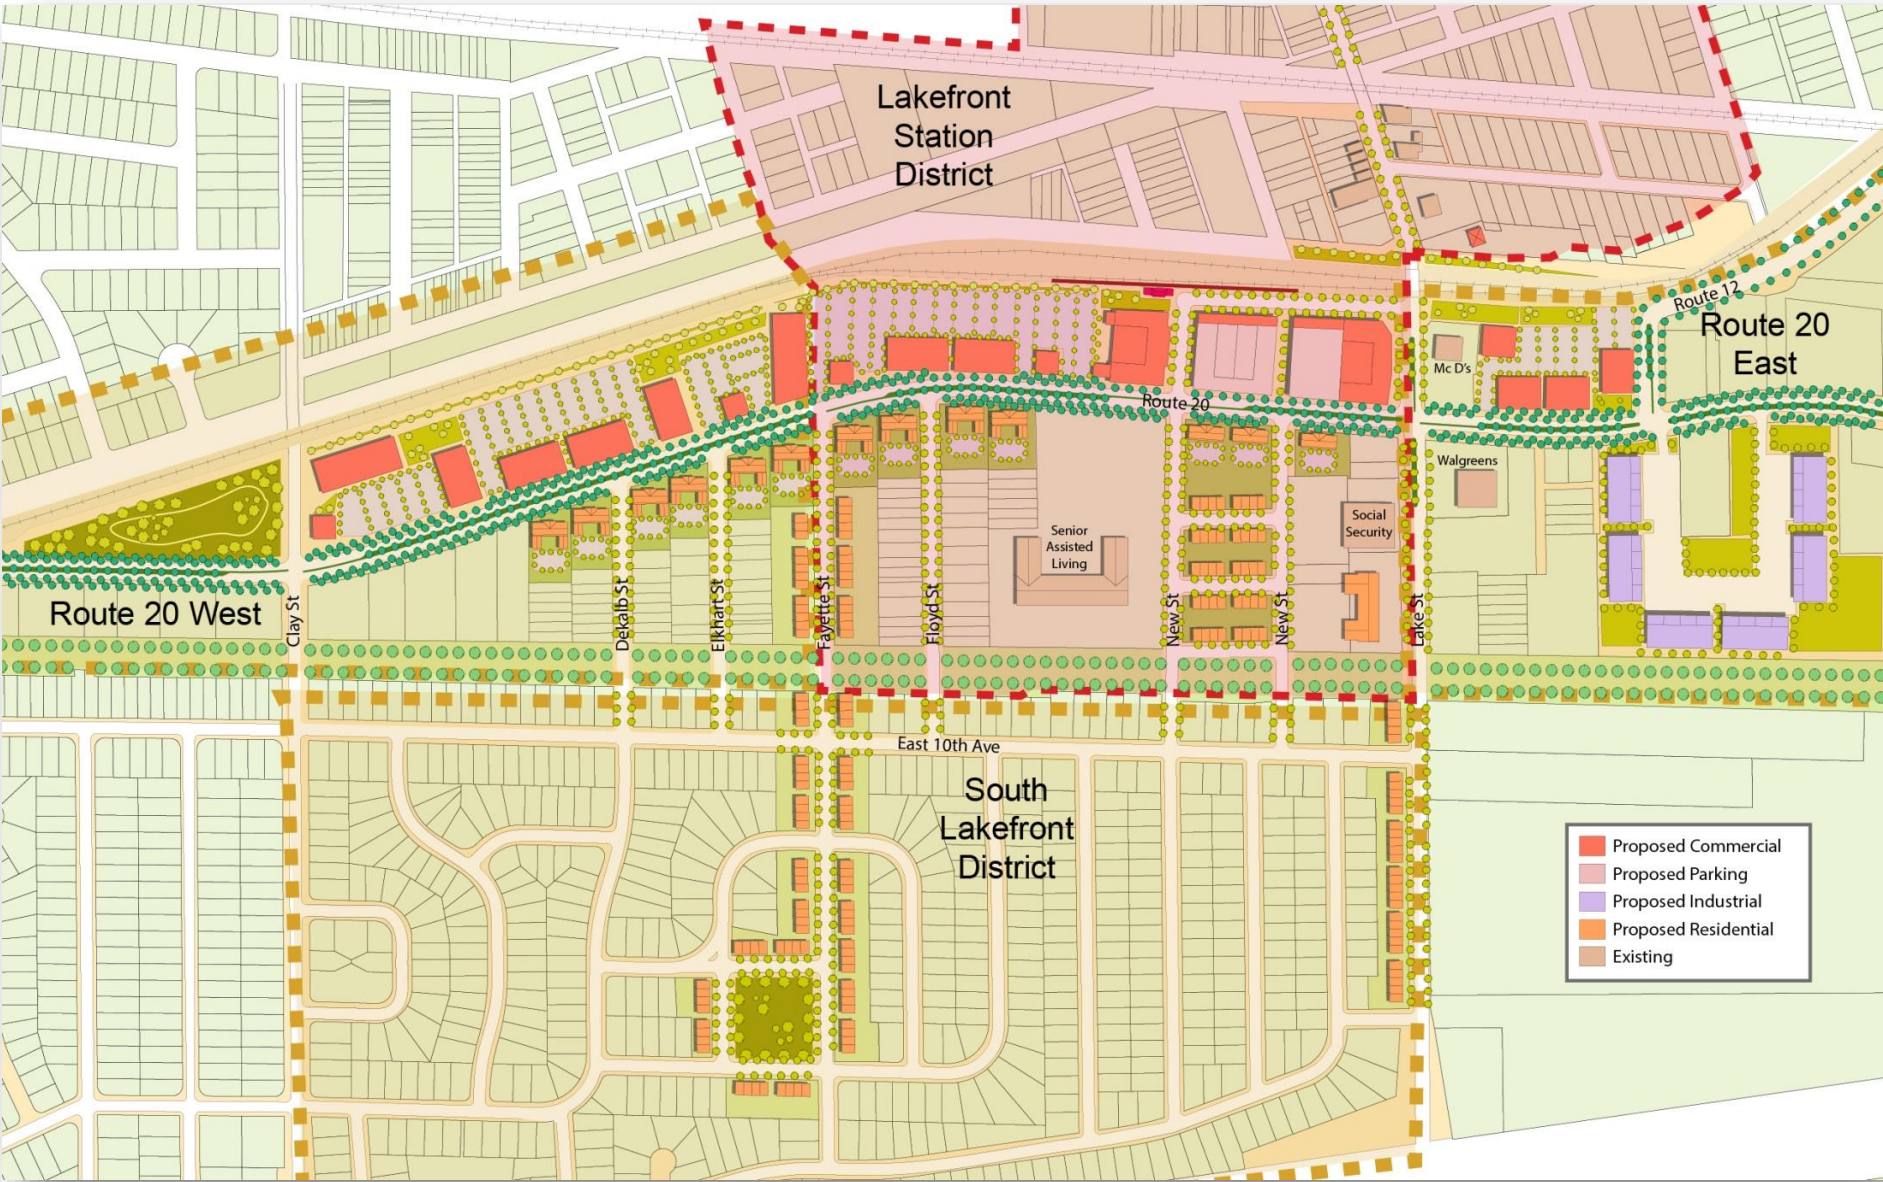 Lakefront
Station
District
Route 12
Route 20
East
Mc D's
Route 20
Walgreens
Social
Security
Senior
Assisted
Living
Route 20 West
Clay St
Dekalb St
Elkhart St
Fayette St
Floyd St
New St
New St
Lake St
East 10th Ave
South
Lakefront
District
Proposed Commercial
Proposed Parking
Proposed Industrial
Proposed Residential
Existing